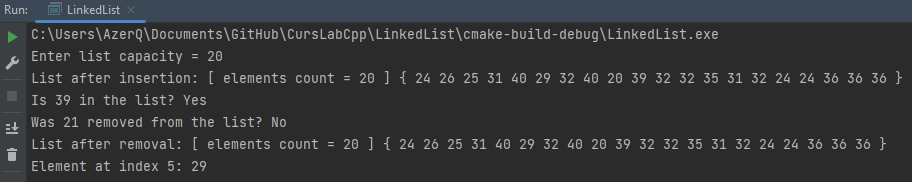 Run: LinkedList
C:\Users\AzerQ\Documents\GitHub\CursLabCpp\LinkedList\cmake-build-debug\LinkedList.exe
Enter list capacity = 20
List after insertion: [ elements count = 20 ] { 24 26 25 31 40 29 32 40 20 39 32 32 35 31 32 24 24 36 36 36 }
Is 39 in the list? Yes
Was 21 removed from the list? No
List after removal: [ elements count = 20 ] { 24 26 25 31 40 29 32 40 20 39 32 32 35 31 32 24 24 36 36 36 }
Element at index 5: 29